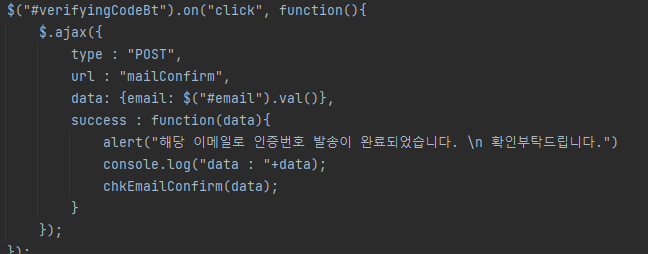 $("#verifyingCodeBt").on("click", function(){
    $.ajax({
        type : "POST",
        url : "mailConfirm",
        data: {email: $("#email").val()},
        success : function(data){
            alert("해당 이메일로 인증번호 발송이 완료되었습니다. \n 확인부탁드립니다.")
            console.log("data : "+data);
            chkEmailConfirm(data);
        }
    });
});